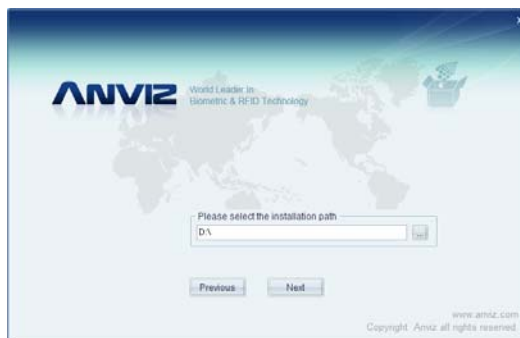 ANVIZ
World Leader In
Biometric & RFID Technology
Please select the installation path
D:\
...
Previous Next
www.anviz.com
Copyright Anviz all rights reserved